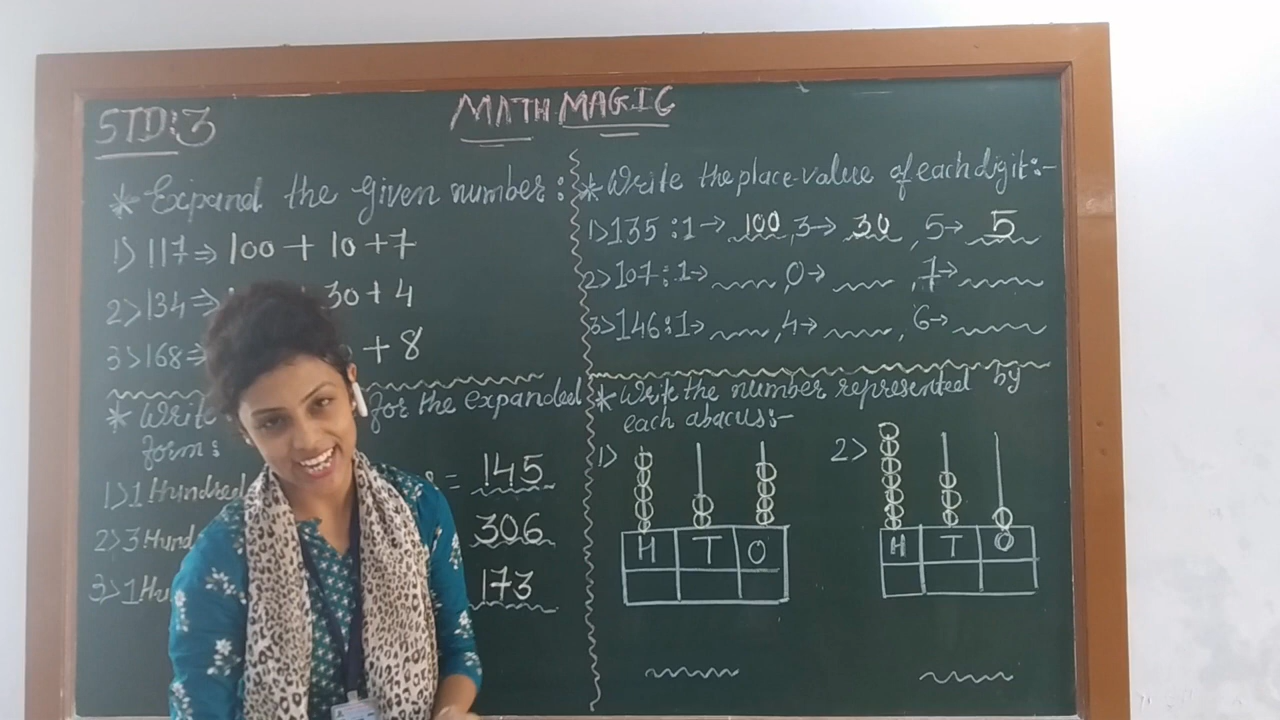 STD:3
MATH MAGIC
* Expand the given number:
1) 117⇒ 100 + 10 + 7
2> 134⇒ 30 + 4
3> 168⇒ + 8
* Write for the expanded
form:
1) 1 Hundred = 145
2> 3 306
3> 1 173
* Write the place-value of each digit:-
1> 135 : 1→ 100, 3→ 30, 5→ 5
2> 107 : 1→ , 0→ , 7→
3> 146 : 1→ , 4→ , 6→
* Write the number represented by
each abacus:-
1) 2>
H T O H T O